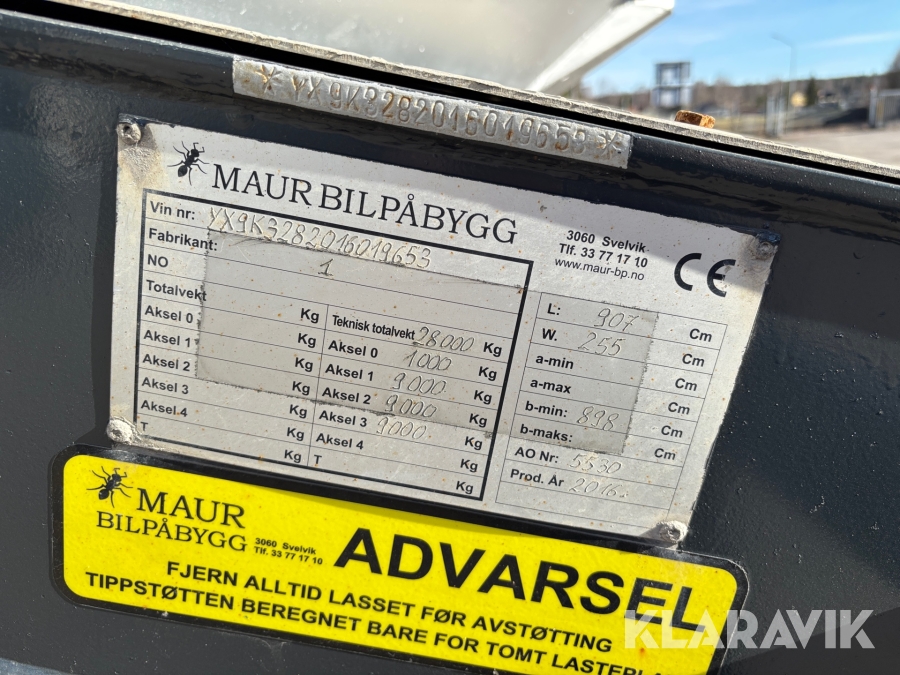 * YX9K3282016019653 *
MAUR BILPÅBYGG
3060 Svelvik
Tlf. 33 77 17 10
www.maur-bp.no
CE
Vin nr: YX9K3282016019653
Fabrikant:
NO 1
Totalvekt Kg Teknisk totalvekt 28000 Kg
Aksel 0 Kg Aksel 0 1000 Kg
Aksel 1 Kg Aksel 1 9000 Kg
Aksel 2 Kg Aksel 2 9000 Kg
Aksel 3 Kg Aksel 3 9000 Kg
Aksel 4 Kg Aksel 4 Kg
T Kg T Kg
L: 907 Cm
W. 255 Cm
a-min Cm
a-max Cm
b-min: 898 Cm
b-maks: Cm
AO Nr: 5530
Prod. År 2016
MAUR
BILPÅBYGG
3060 Svelvik
Tlf. 33 77 17 10
ADVARSEL
FJERN ALLTID LASSET FØR AVSTØTTING
TIPPSTØTTEN BEREGNET BARE FOR TOMT LASTEPLA
KLARAVIK